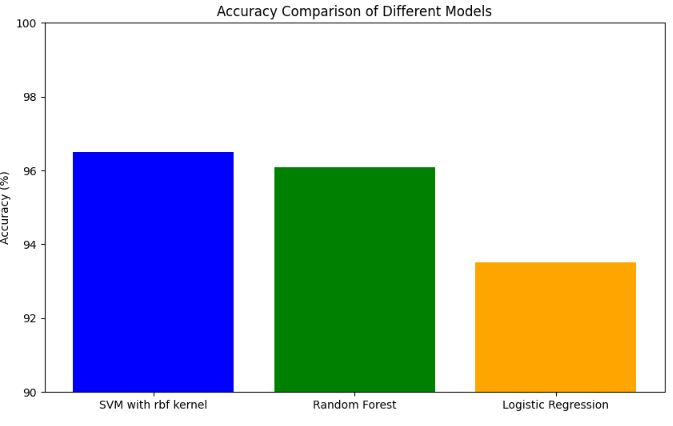 Accuracy Comparison of Different Models
Accuracy (%)
100
98
96
94
92
90
SVM with rbf kernel
Random Forest
Logistic Regression